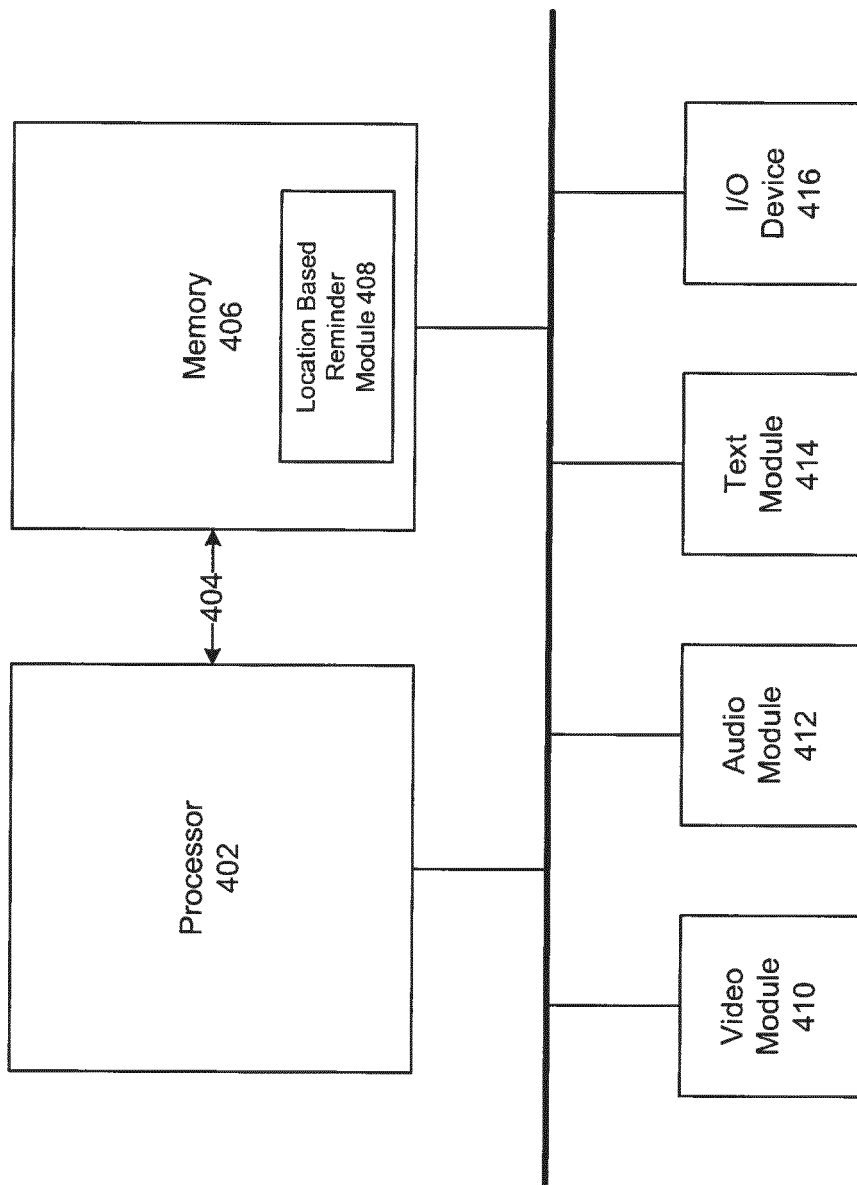 Processor
402
404
Memory
406
Location Based
Reminder
Module 408
Video
Module
410
Audio
Module
412
Text
Module
414
I/O
Device
416